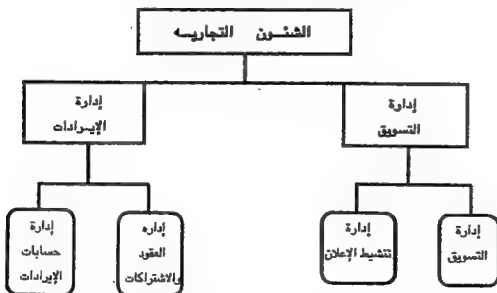 الشئون التجاريه
إدارة
التسويق
إدارة
الإيرادات
إدارة
التسويق
إدارة
تنشيط الإعلان
إداره
العقود
والاشتراكات
إدارة
حسابات
الإيرادات